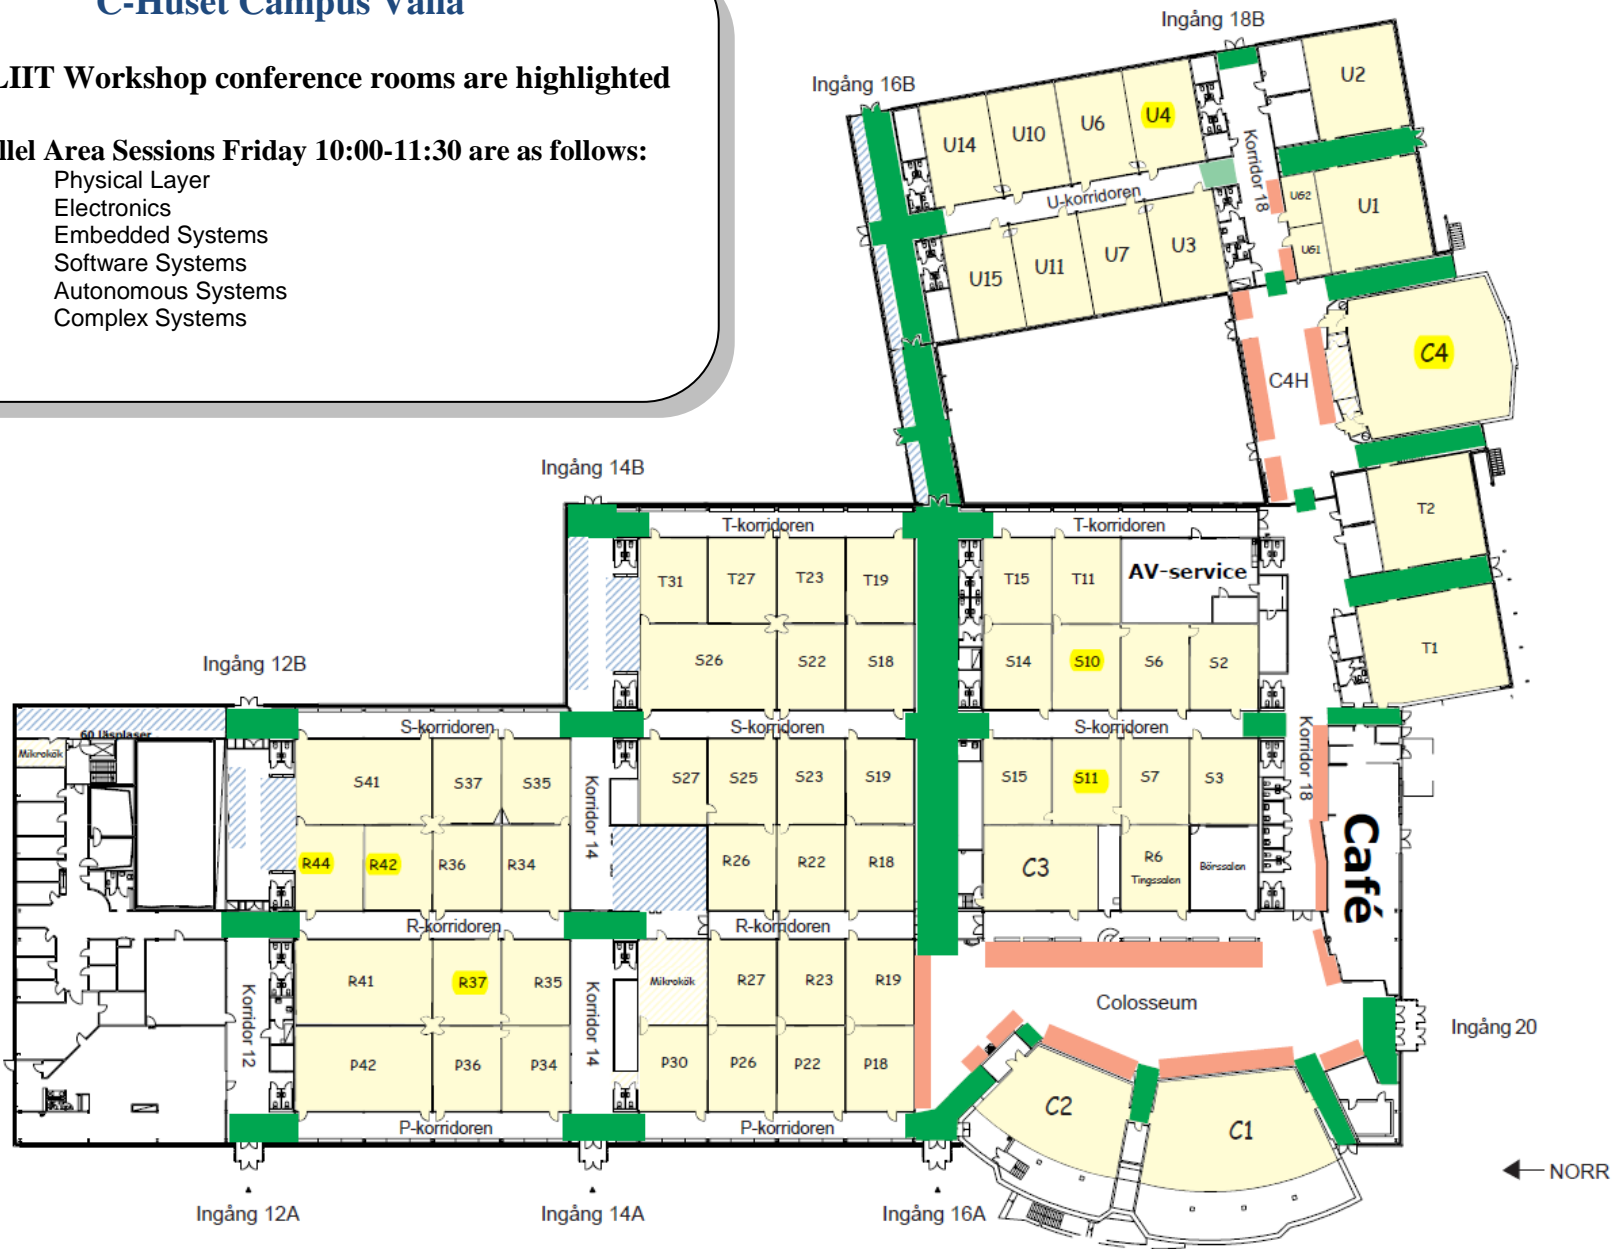 C-Huset Campus Valla
LIIT Workshop conference rooms are highlighted
llel Area Sessions Friday 10:00-11:30 are as follows:
Physical Layer
Electronics
Embedded Systems
Software Systems
Autonomous Systems
Complex Systems
Ingång 18B
Ingång 16B
U2
U4
U6
U10
U14
Korridor 18
U-korridoren
U62
U1
U61
U3
U7
U11
U15
C4
C4H
Ingång 14B
T-korridoren
T-korridoren
T2
T31
T27
T23
T19
T15
T11
AV-service
T1
S26
S22
S18
S14
S10
S6
S2
Ingång 12B
S-korridoren
S-korridoren
S-korridoren
Korridor 18
60 läsplaser
Mikrokök
S41
S37
S35
Korridor 14
S27
S25
S23
S19
S15
S11
S7
S3
Café
R44
R42
R36
R34
R26
R22
R18
C3
R6
Tingssalen
Börssalen
R-korridoren
R-korridoren
R41
R37
R35
Mikrokök
R27
R23
R19
Colosseum
Ingång 20
Korridor 12
Korridor 14
P42
P36
P34
P30
P26
P22
P18
C2
C1
P-korridoren
P-korridoren
NORR
Ingång 12A
Ingång 14A
Ingång 16A